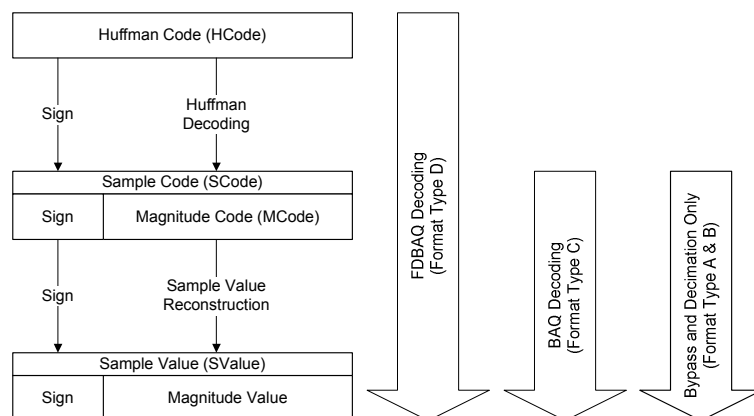 Huffman Code (HCode)
Sign
Huffman
Decoding
Sample Code (SCode)
Sign
Magnitude Code (MCode)
Sign
Sample Value
Reconstruction
Sample Value (SValue)
Sign
Magnitude Value
FDBAQ Decoding
(Format Type D)
BAQ Decoding
(Format Type C)
Bypass and Decimation Only
(Format Type A & B)